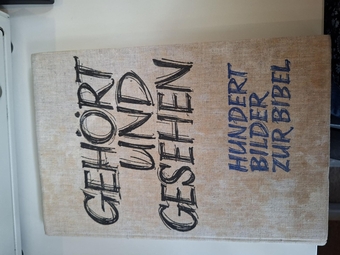 GEHÖRT
UND
GESEHEN
HUNDERT
BILDER
ZUR BIBEL